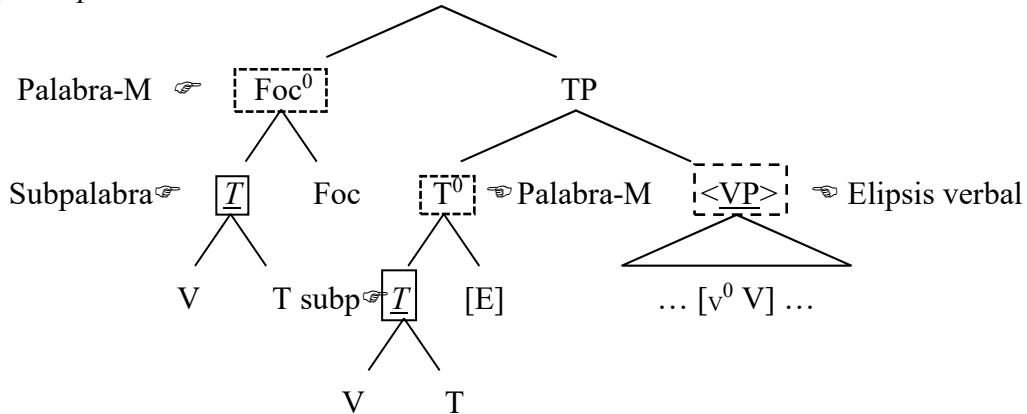 Palabra-M ☞ Foc⁰ TP
Subpalabra☞ T Foc T⁰ ☜Palabra-M <VP> ☜ Elipsis verbal
V T subp☞ T [E] … [V⁰ V] …
V T